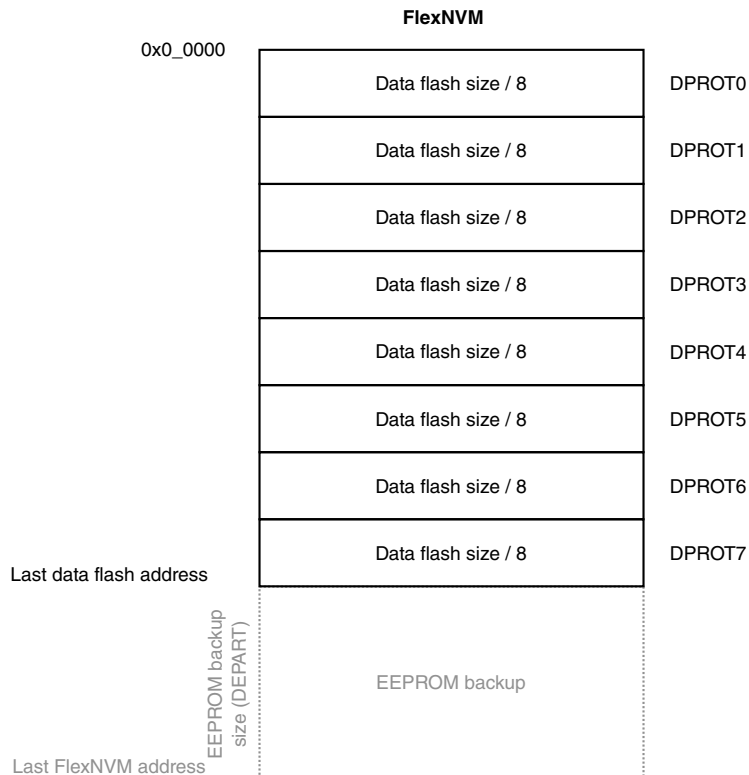 FlexNVM
0x0_0000
Data flash size / 8 DPROT0
Data flash size / 8 DPROT1
Data flash size / 8 DPROT2
Data flash size / 8 DPROT3
Data flash size / 8 DPROT4
Data flash size / 8 DPROT5
Data flash size / 8 DPROT6
Data flash size / 8 DPROT7
Last data flash address
EEPROM backup
size (DEPART)
EEPROM backup
Last FlexNVM address